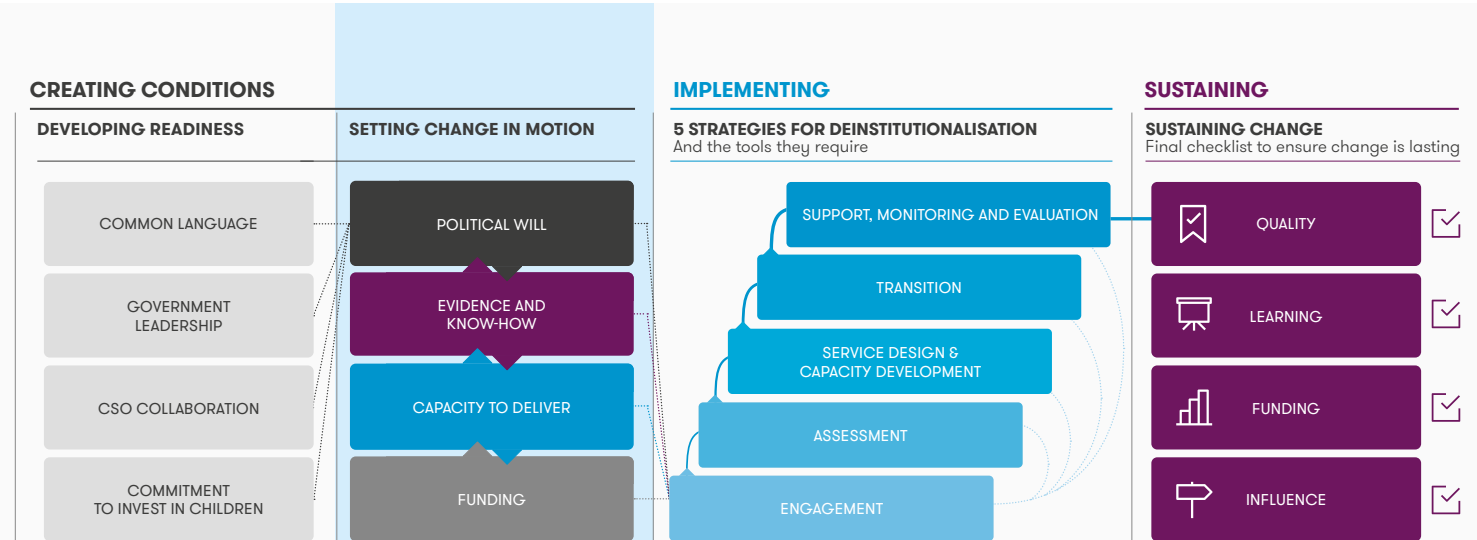 CREATING CONDITIONS
DEVELOPING READINESS
COMMON LANGUAGE
GOVERNMENT
LEADERSHIP
CSO COLLABORATION
COMMITMENT
TO INVEST IN CHILDREN
SETTING CHANGE IN MOTION
POLITICAL WILL
EVIDENCE AND
KNOW-HOW
CAPACITY TO DELIVER
FUNDING
IMPLEMENTING
5 STRATEGIES FOR DEINSTITUTIONALISATION
And the tools they require
SUPPORT, MONITORING AND EVALUATION
TRANSITION
SERVICE DESIGN &
CAPACITY DEVELOPMENT
ASSESSMENT
ENGAGEMENT
SUSTAINING
SUSTAINING CHANGE
Final checklist to ensure change is lasting
QUALITY
LEARNING
FUNDING
INFLUENCE